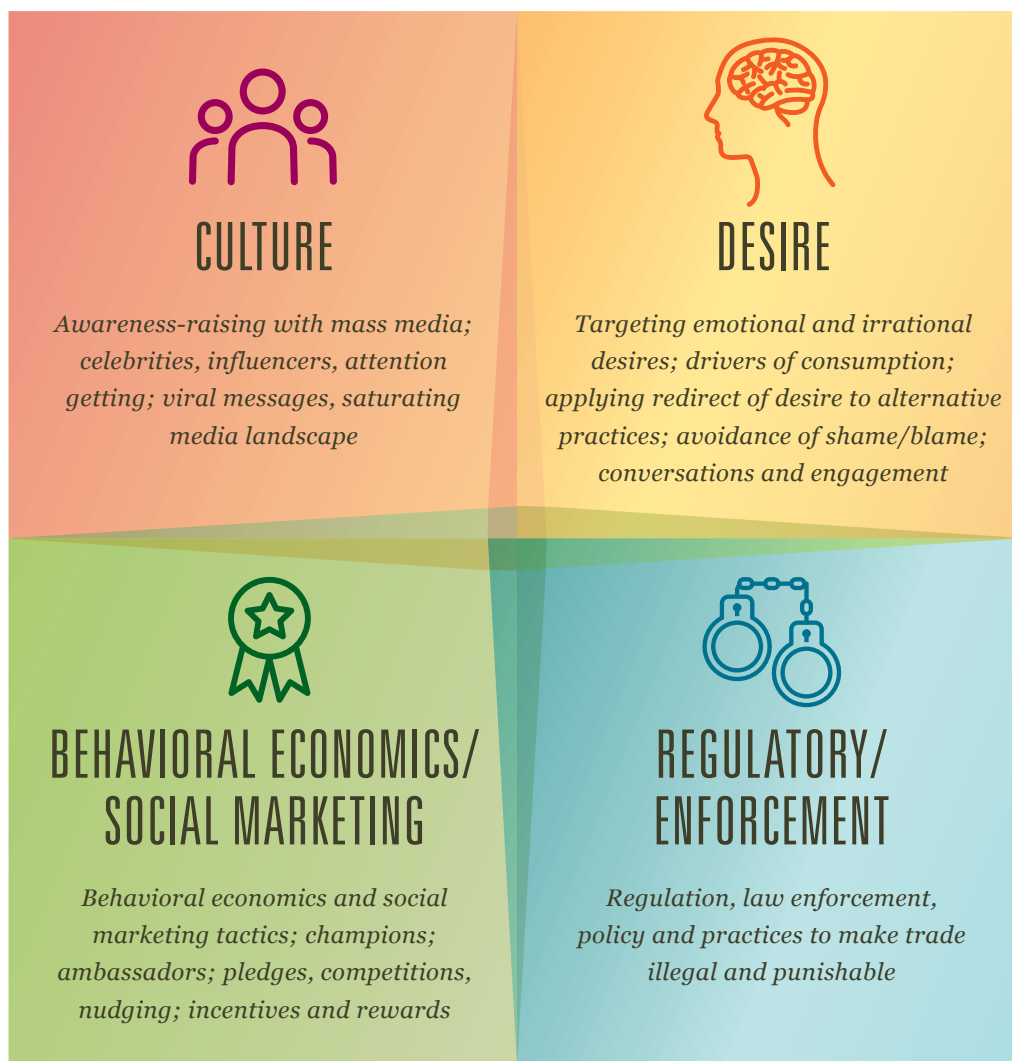 CULTURE
Awareness-raising with mass media;
celebrities, influencers, attention
getting; viral messages, saturating
media landscape
DESIRE
Targeting emotional and irrational
desires; drivers of consumption;
applying redirect of desire to alternative
practices; avoidance of shame/blame;
conversations and engagement
BEHAVIORAL ECONOMICS/
SOCIAL MARKETING
Behavioral economics and social
marketing tactics; champions;
ambassadors; pledges, competitions,
nudging; incentives and rewards
REGULATORY/
ENFORCEMENT
Regulation, law enforcement,
policy and practices to make trade
illegal and punishable